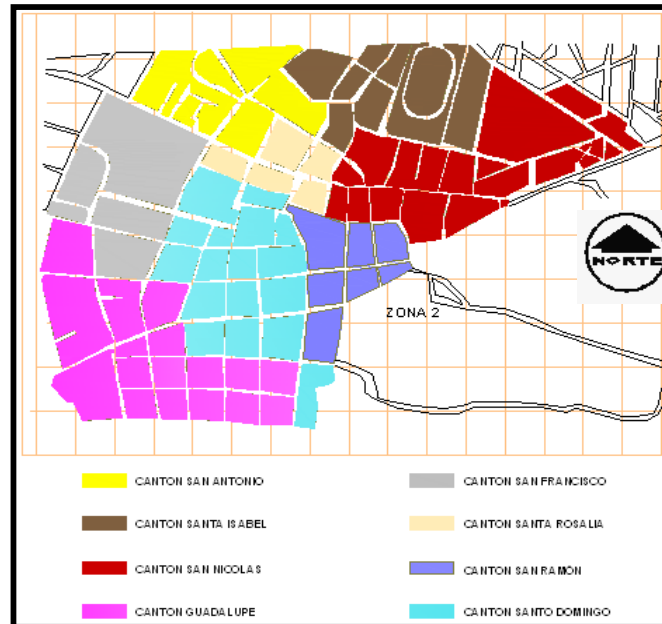 NORTE
ZONA 2
CANTON SAN ANTONIO
CANTON SAN FRANCISCO
CANTON SANTA ISABEL
CANTON SANTA ROSALIA
CANTON SAN NICOLAS
CANTON SAN RAMÓN
CANTON GUADALUPE
CANTON SANTO DOMINGO